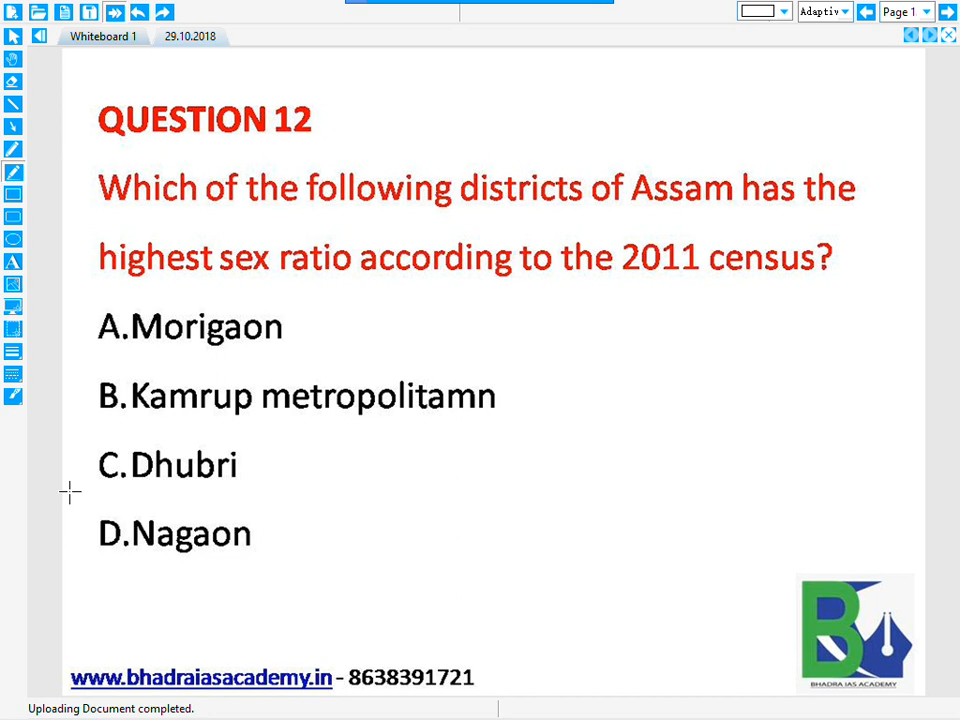 Adaptiv
Page 1
Whiteboard 1
29.10.2018
QUESTION 12
Which of the following districts of Assam has the
highest sex ratio according to the 2011 census?
A.Morigaon
B.Kamrup metropolitamn
C.Dhubri
D.Nagaon
B
BHADRA IAS ACADEMY
www.bhadraiasacademy.in - 8638391721
Uploading Document completed.